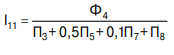 I₁₁ = Ф₄ / (П₃ + 0,5П₅ + 0,1П₇ + П₈)